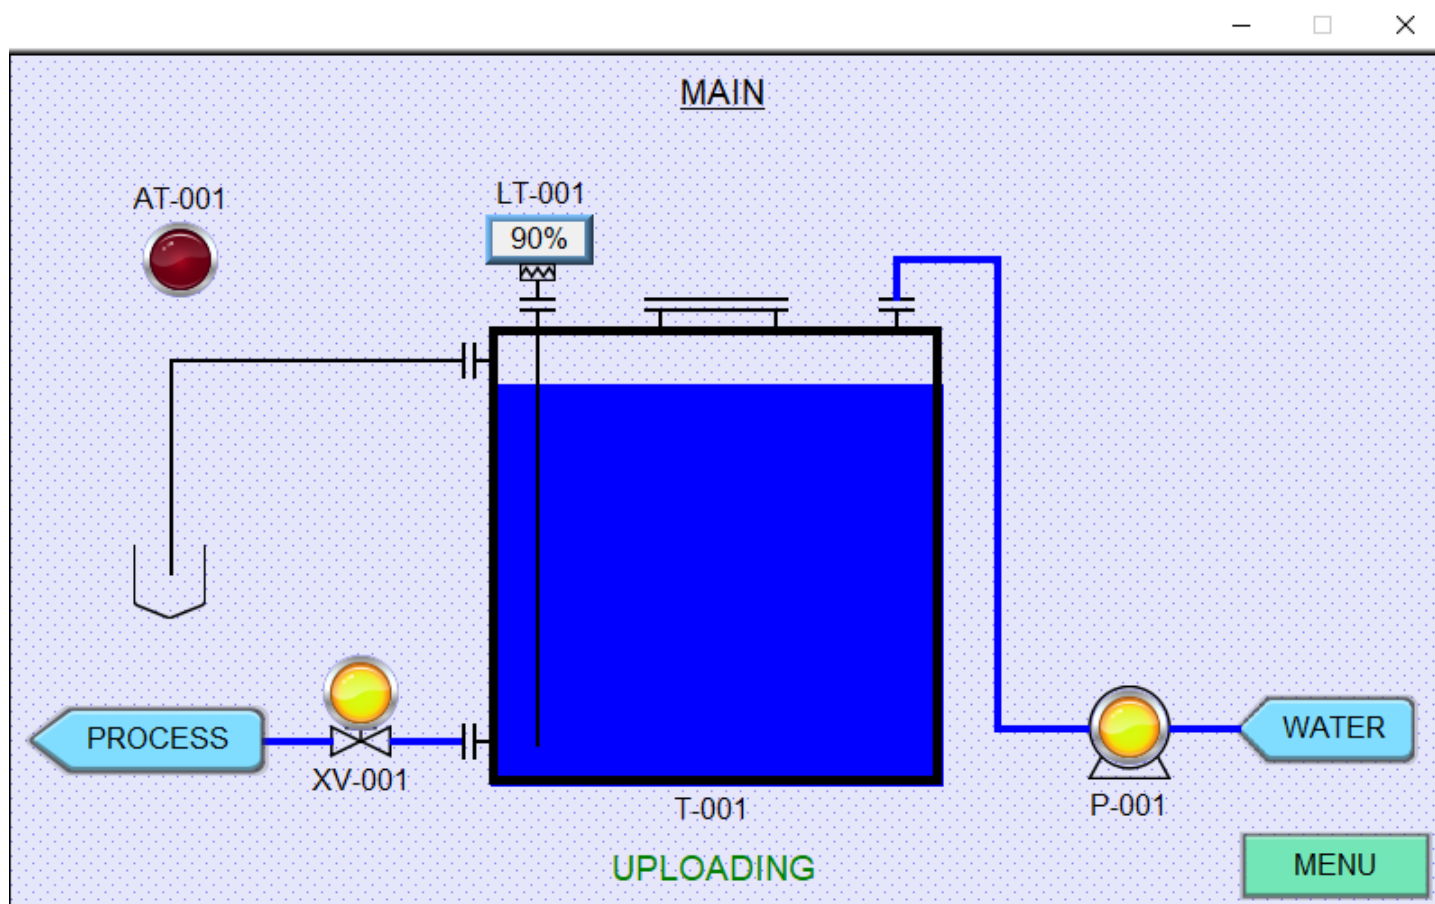 MAIN
AT-001
LT-001
90%
PROCESS
XV-001
T-001
WATER
P-001
UPLOADING
MENU